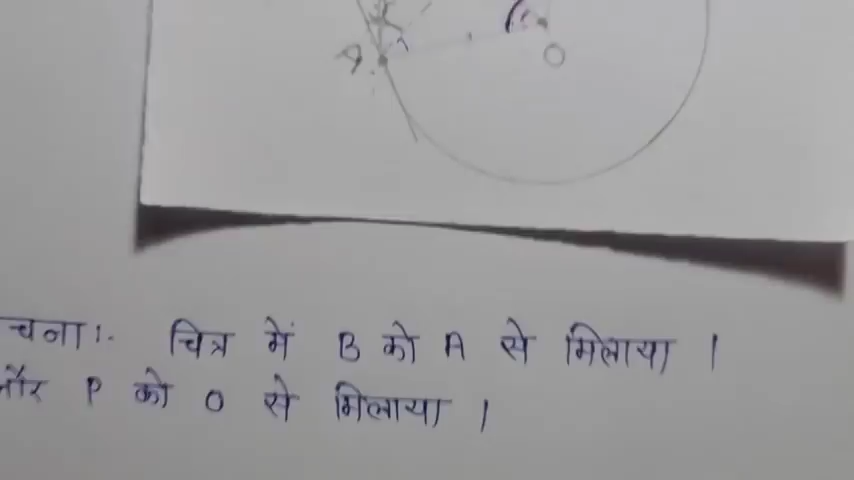 A
O
चना:- चित्र में B को A से मिलाया ।
और P को O से मिलाया ।